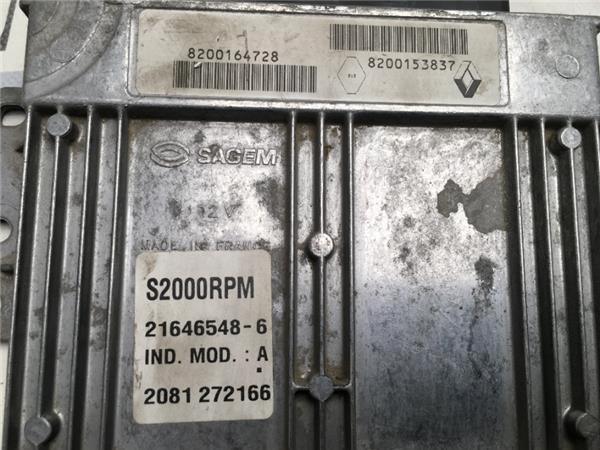 8200164728
8200153837
SAGEM
12 V
MADE IN FRANCE
S2000RPM
21646548-6
IND. MOD. : A
2081 272166